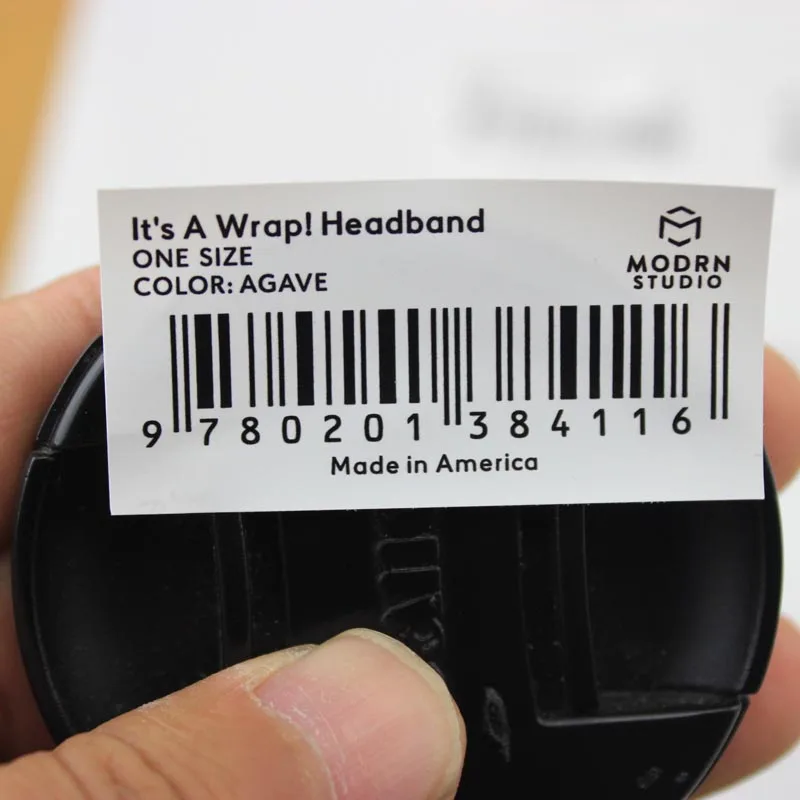 It's A Wrap! Headband
ONE SIZE
COLOR: AGAVE
MODRN
STUDIO
9 780201 384116
Made in America